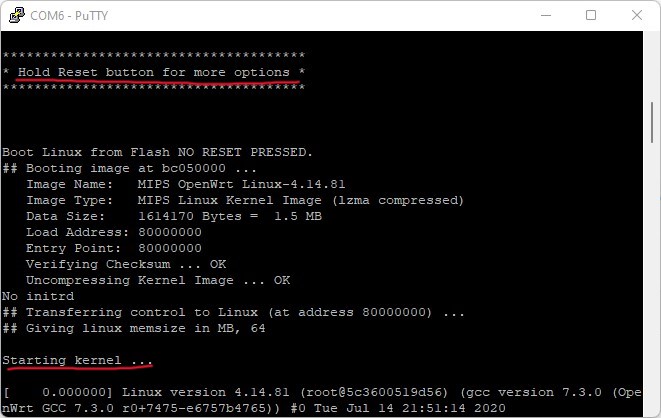 COM6 - PuTTY
**************************************
* Hold Reset button for more options *
**************************************
Boot Linux from Flash NO RESET PRESSED.
## Booting image at bc050000 ...
   Image Name:   MIPS OpenWrt Linux-4.14.81
   Image Type:   MIPS Linux Kernel Image (lzma compressed)
   Data Size:    1614170 Bytes =  1.5 MB
   Load Address: 80000000
   Entry Point:  80000000
   Verifying Checksum ... OK
   Uncompressing Kernel Image ... OK
No initrd
## Transferring control to Linux (at address 80000000) ...
## Giving linux memsize in MB, 64
Starting kernel ...
[    0.000000] Linux version 4.14.81 (root@5c3600519d56) (gcc version 7.3.0 (Ope
nWrt GCC 7.3.0 r0+7475-e6757b4765)) #0 Tue Jul 14 21:51:14 2020